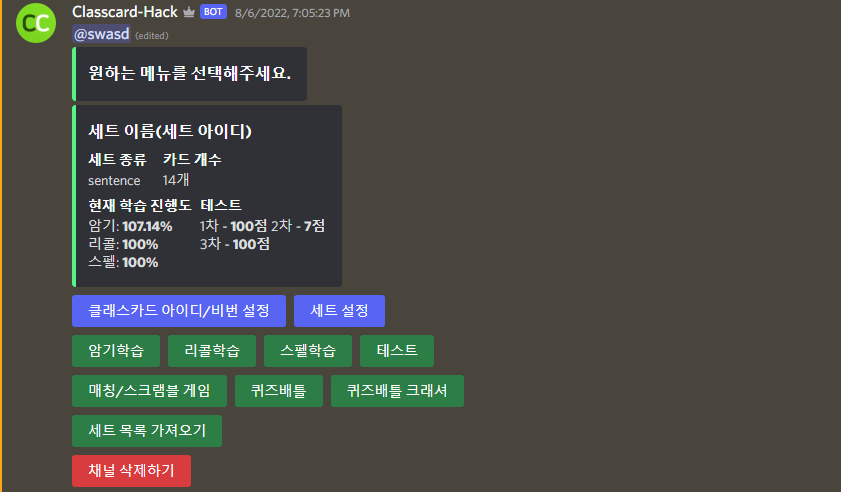 CC
Classcard-Hack BOT 8/6/2022, 7:05:23 PM
@swasd (edited)
원하는 메뉴를 선택해주세요.
세트 이름(세트 아이디)
세트 종류 카드 개수
sentence 14개
현재 학습 진행도 테스트
암기: 107.14% 1차 - 100점 2차 - 7점
리콜: 100% 3차 - 100점
스펠: 100%
클래스카드 아이디/비번 설정 세트 설정
암기학습 리콜학습 스펠학습 테스트
매칭/스크램블 게임 퀴즈배틀 퀴즈배틀 크래셔
세트 목록 가져오기
채널 삭제하기